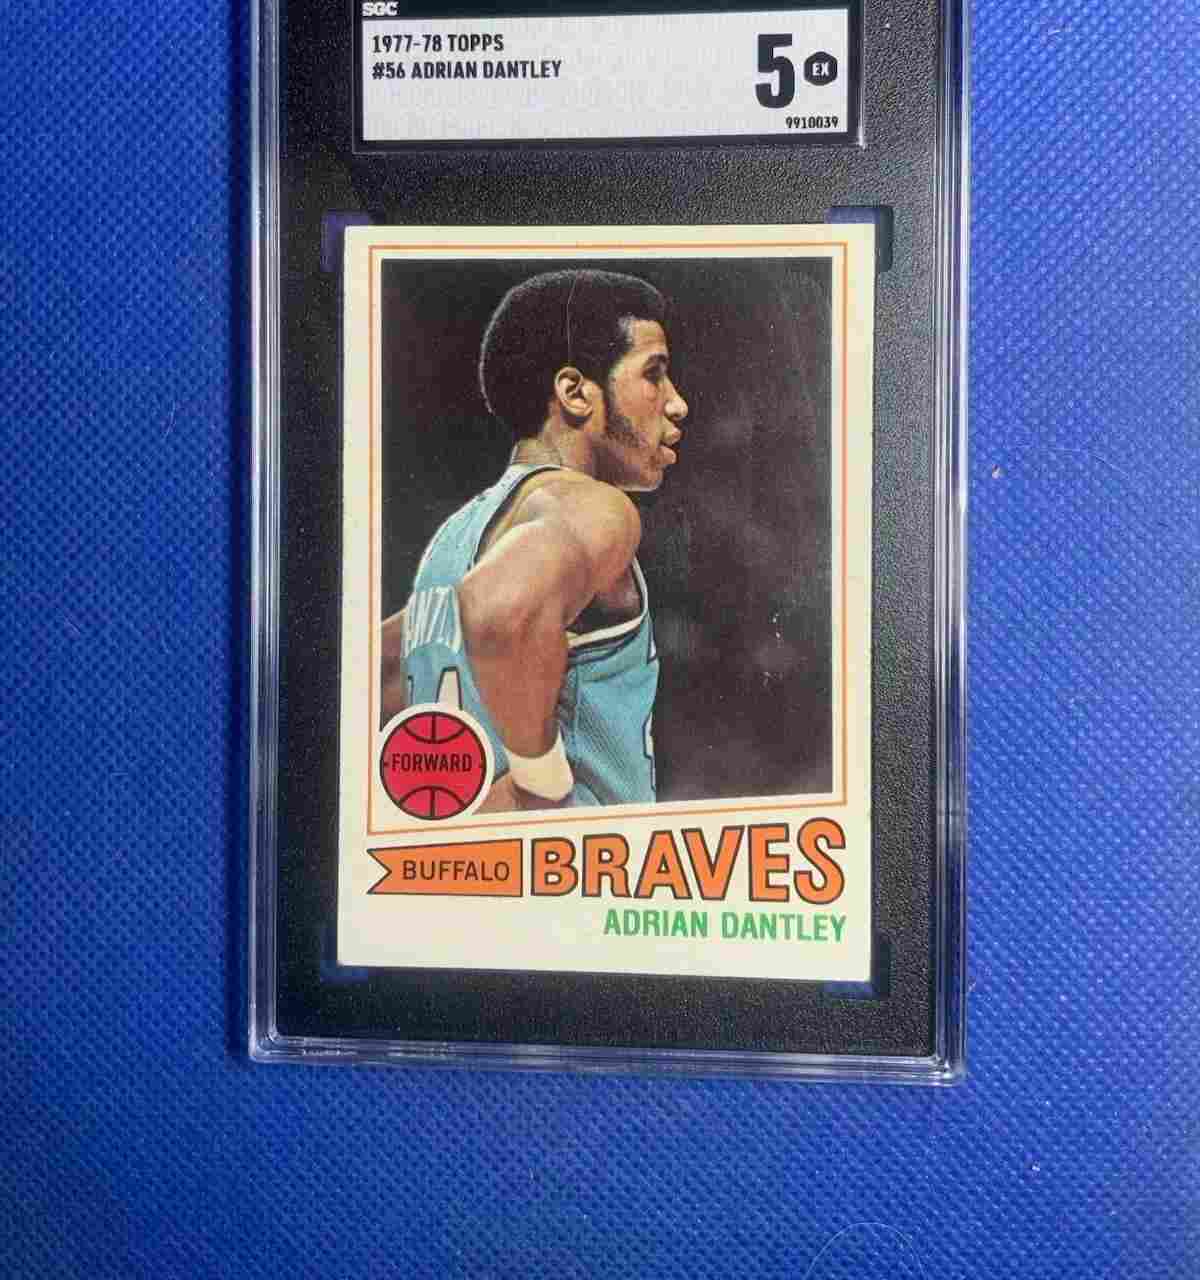 SGC
1977-78 TOPPS
#56 ADRIAN DANTLEY
5 EX
9910039
FORWARD
BUFFALO BRAVES
ADRIAN DANTLEY